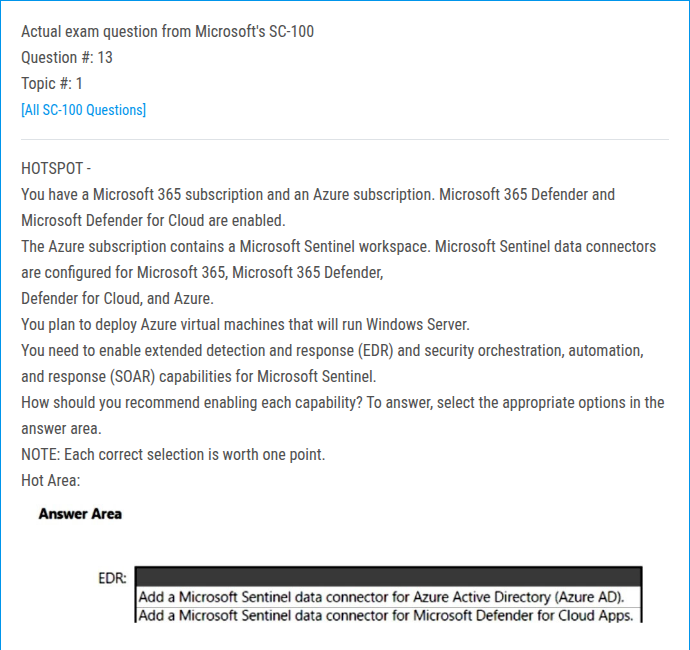 Actual exam question from Microsoft's SC-100
Question #: 13
Topic #: 1
[All SC-100 Questions]
HOTSPOT -
You have a Microsoft 365 subscription and an Azure subscription. Microsoft 365 Defender and
Microsoft Defender for Cloud are enabled.
The Azure subscription contains a Microsoft Sentinel workspace. Microsoft Sentinel data connectors
are configured for Microsoft 365, Microsoft 365 Defender,
Defender for Cloud, and Azure.
You plan to deploy Azure virtual machines that will run Windows Server.
You need to enable extended detection and response (EDR) and security orchestration, automation,
and response (SOAR) capabilities for Microsoft Sentinel.
How should you recommend enabling each capability? To answer, select the appropriate options in the
answer area.
NOTE: Each correct selection is worth one point.
Hot Area:
Answer Area
EDR:
Add a Microsoft Sentinel data connector for Azure Active Directory (Azure AD).
Add a Microsoft Sentinel data connector for Microsoft Defender for Cloud Apps.